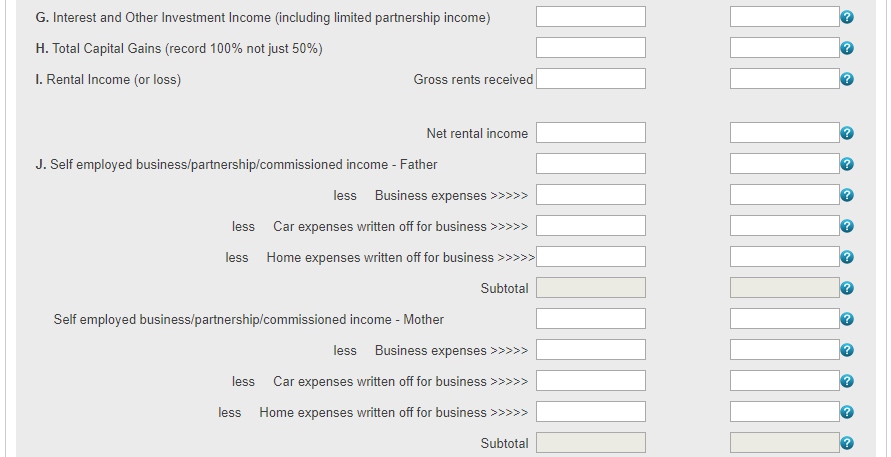 G. Interest and Other Investment Income (including limited partnership income) ?
H. Total Capital Gains (record 100% not just 50%) ?
I. Rental Income (or loss) Gross rents received ?
Net rental income ?
J. Self employed business/partnership/commissioned income - Father ?
less Business expenses >>>>> ?
less Car expenses written off for business >>>>> ?
less Home expenses written off for business >>>>> ?
Subtotal ?
Self employed business/partnership/commissioned income - Mother ?
less Business expenses >>>>> ?
less Car expenses written off for business >>>>> ?
less Home expenses written off for business >>>>> ?
Subtotal ?